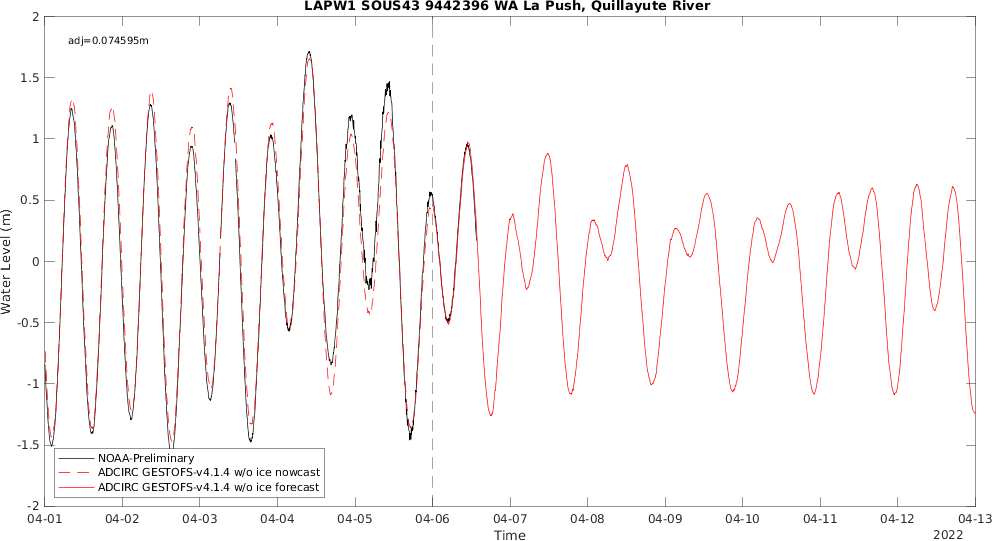 LAPW1 SOUS43 9442396 WA La Push, Quillayute River
adj=0.074595m
2
1.5
1
0.5
0
-0.5
-1
-1.5
-2
Water Level (m)
NOAA-Preliminary
ADCIRC GESTOFS-v4.1.4 w/o ice nowcast
ADCIRC GESTOFS-v4.1.4 w/o ice forecast
04-01 04-02 04-03 04-04 04-05 04-06 04-07 04-08 04-09 04-10 04-11 04-12 04-13
Time
2022